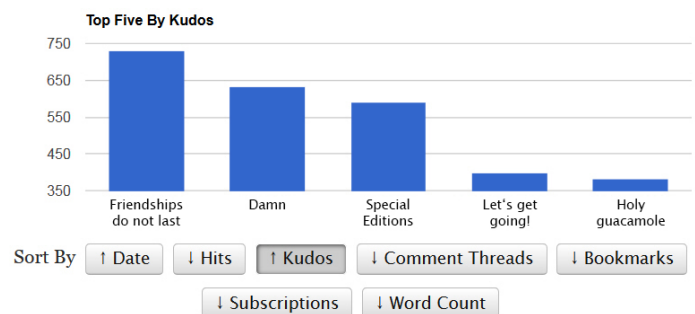 Top Five By Kudos
750
650
550
450
350
Friendships
do not last
Damn
Special
Editions
Let's get
going!
Holy
guacamole
Sort By ↑ Date ↓ Hits ↑ Kudos ↓ Comment Threads ↓ Bookmarks
↓ Subscriptions ↓ Word Count